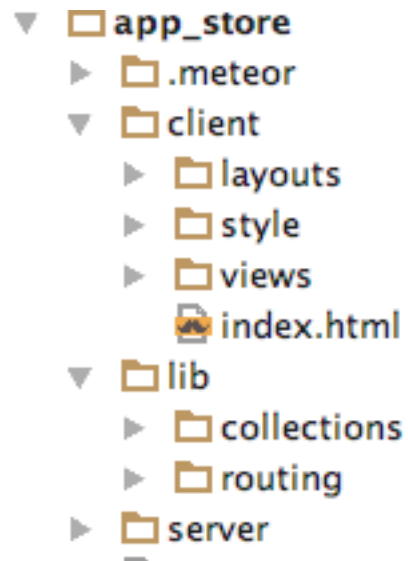 app_store
.meteor
client
layouts
style
views
index.html
lib
collections
routing
server